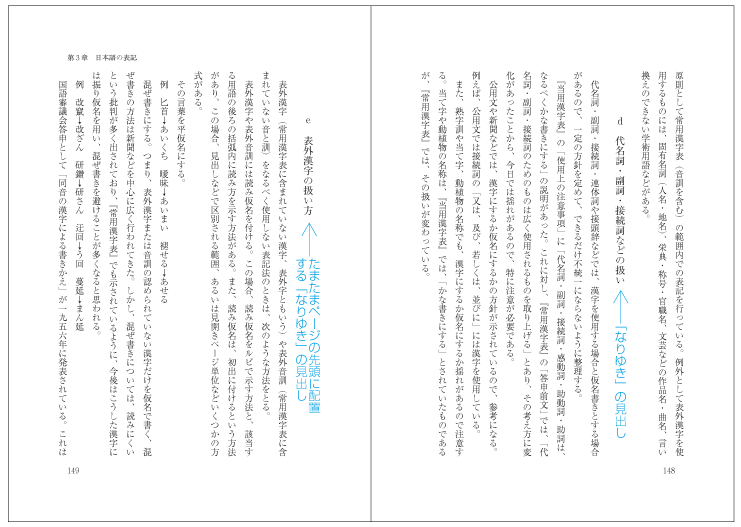 原則として常用漢字表(音訓を含む)の範囲内での表記を行っている。例外として表外漢字を使
用するものには、固有名詞(人名・地名)、栄典・称号・官職名、文芸などの作品名・曲名、言い
換えのできない学術用語などがある。
d 代名詞・副詞・接続詞などの扱い
「なりゆき」の見出し
代名詞・副詞・接続詞・連体詞や接頭辞などでは、漢字を使用する場合と仮名書きとする場合
があるので、一定の方針を定めて、できるだけ不統一にならないように整理する。
『当用漢字表』の「使用上の注意事項」に「代名詞・副詞・接続詞・感動詞・助動詞・助詞は、
なるべくかな書きにする」の説明があった。これに対し、『常用漢字表』の「答申前文」では、「代
名詞・副詞・接続詞のためのものは広く使用されるものを取り上げる」とあり、その考え方に変
化があったことから、今日では揺れがあるので、特に注意が必要である。
公用文や新聞などでは、漢字にするか仮名にするかの方針が示されているので、参考になる。
例えば、公用文では接続詞の「又は、及び、若しくは、並びに」には漢字を使用している。
また、熟字訓や当て字、動植物の名称でも、漢字にするか仮名にするか揺れがあるので注意す
る。当て字や動植物の名称は、『当用漢字表』では、「かな書きにする」とされていたものである
が、『常用漢字表』では、その扱いが変わっている。
148
第3章 日本語の表記
e 表外漢字の扱い方
たまたまページの先頭に配置
する「なりゆき」の見出し
表外漢字(常用漢字表に含まれていない漢字、表外字ともいう)や表外音訓(常用漢字表に含
まれていない音と訓)をなるべく使用しない表記法のときは、次のような方法をとる。
表外漢字や表外音訓には読み仮名を付ける。この場合、読み仮名をルビで示す方法と、該当す
る用語の後ろの括弧内に読み方を示す方法がある。また、読み仮名は、初出に付けるという方法
があり、この場合、見出しなどで区別される範囲、あるいは見開きページ単位などいくつかの方
式がある。
その言葉を平仮名にする。
例 匕首→あいくち 曖昧→あいまい 褪せる→あせる
混ぜ書きにする。つまり、表外漢字または音訓の認められていない漢字だけを仮名で書く、混
ぜ書きの方法は新聞などを中心に広く行われてきた。しかし、混ぜ書きについては、読みにくい
という批判が多く出されており、『常用漢字表』でも示されているように、今後はこうした漢字に
は振り仮名を用い、混ぜ書きを避けることが多くなると思われる。
例 改竄→改ざん 研鑽→研さん 迂回→う回 蔓延→まん延
国語審議会答申として「同音の漢字による書きかえ」が一九五六年に発表されている。これは
149